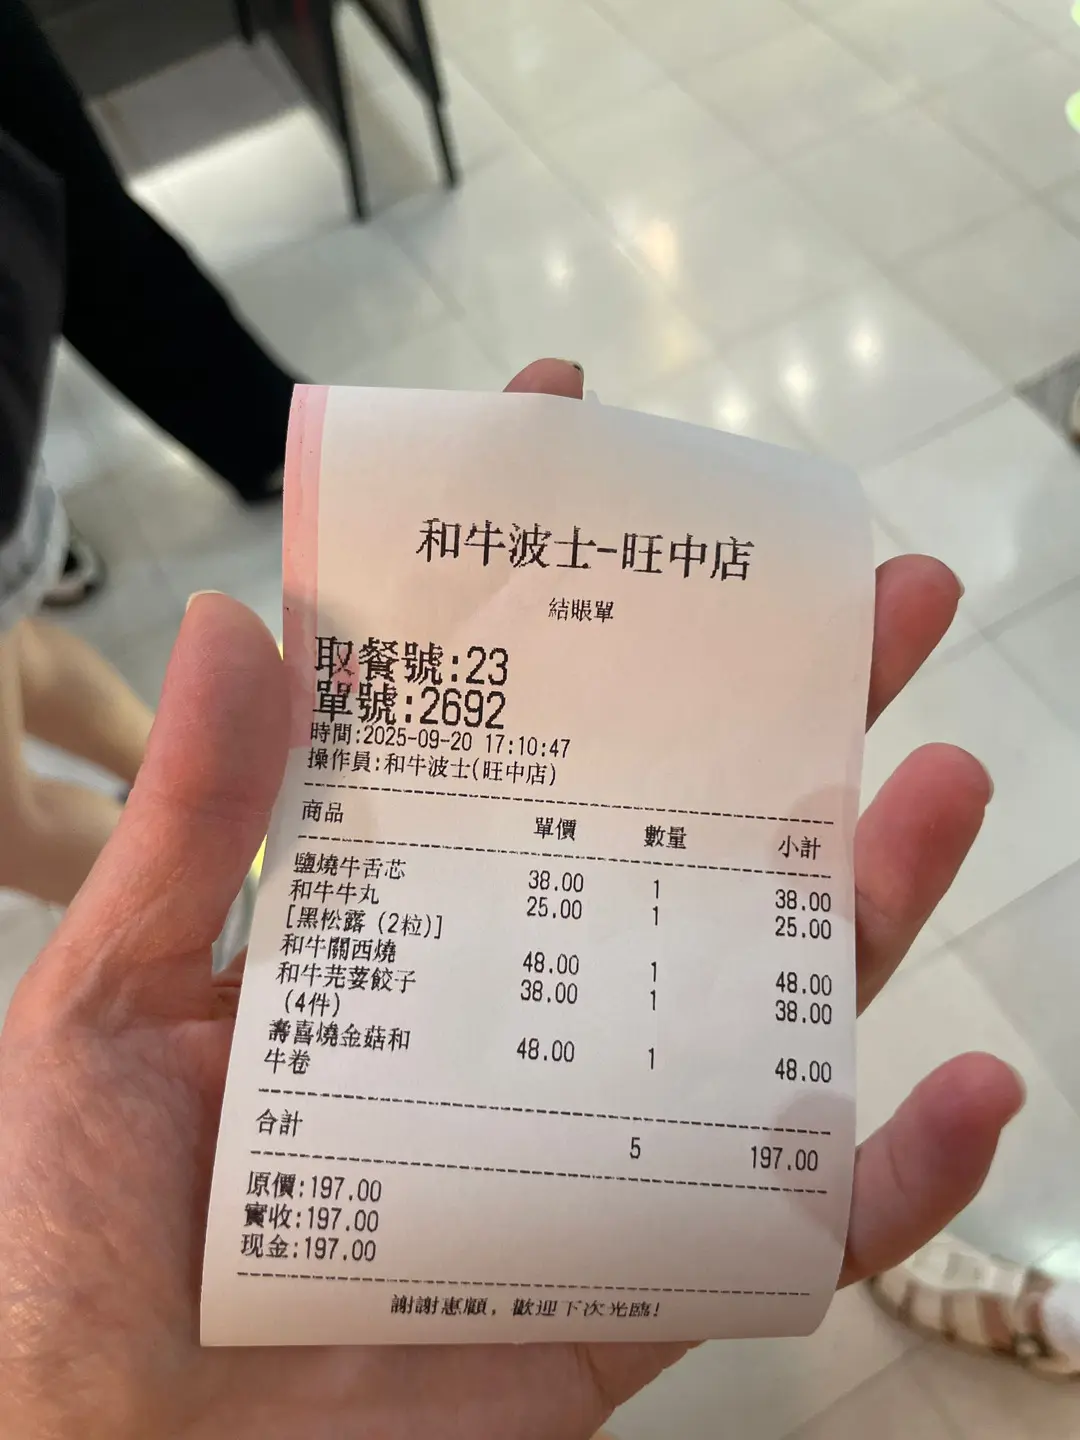 和牛波士-旺中店
結賬單
取餐號:23
單號:2692
時間:2025-09-20 17:10:47
操作員:和牛波士(旺中店)
商品 單價 數量 小計
鹽燒牛舌芯 38.00 1 38.00
和牛牛丸 25.00 1 25.00
[黑松露 (2粒)]
和牛關西燒 48.00 1 48.00
和牛芫荽餃子 38.00 1 38.00
(4件)
壽喜燒金菇和 48.00 1 48.00
牛卷
合計 5 197.00
原價:197.00
實收:197.00
现金:197.00
謝謝惠顧, 歡迎下次光臨!